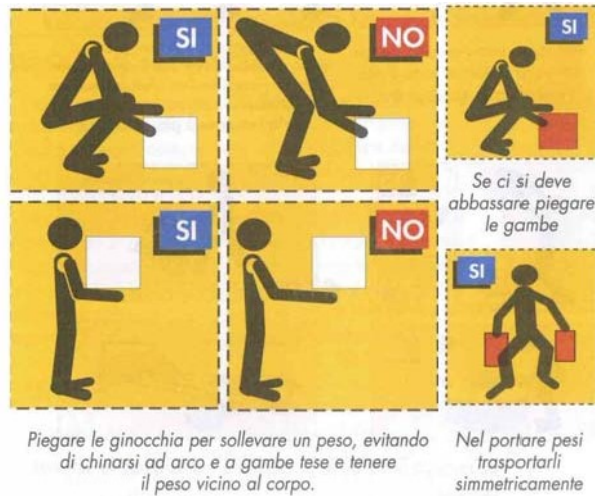 SI
NO
SI
Se ci si deve
abbassare piegare
le gambe
SI
NO
SI
Piegare le ginocchia per sollevare un peso, evitando
di chinarsi ad arco e a gambe tese e tenere
il peso vicino al corpo.
Nel portare pesi
trasportarli
simmetricamente